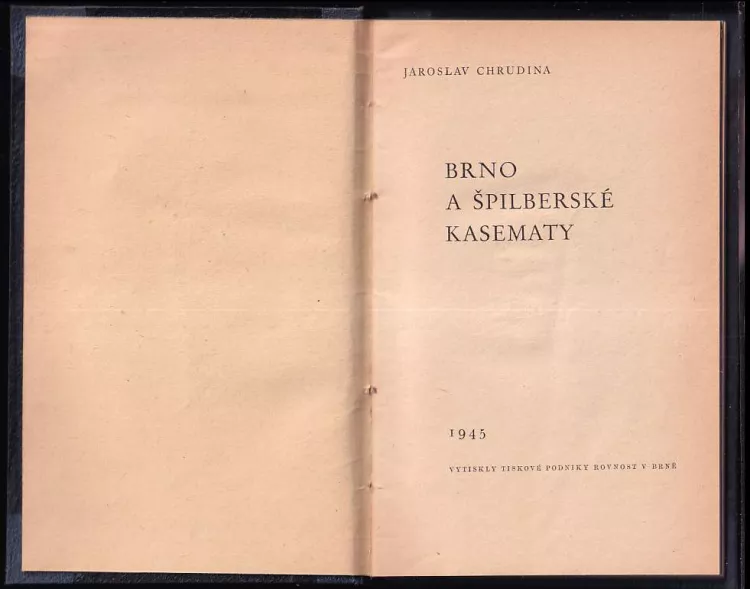 JAROSLAV CHRUDINA
BRNO
A ŠPILBERSKÉ
KASEMATY
1945
VYTISKLY TISKOVÉ PODNIKY ROVNOST V BRNĚ